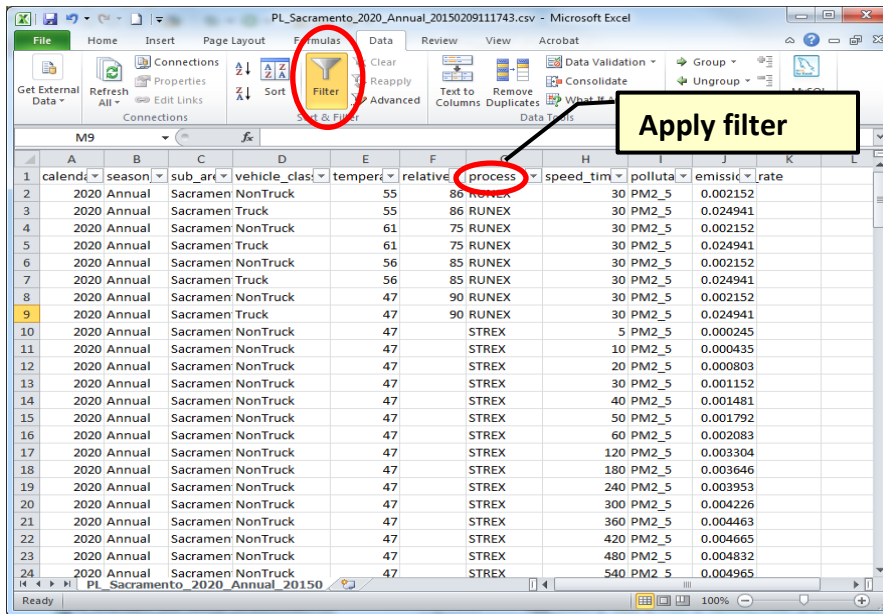 PL_Sacramento_2020_Annual_20150209111743.csv - Microsoft Excel
File Home Insert Page Layout Formulas Data Review View Acrobat
Get External Data
Refresh All
Connections
Properties
Edit Links
Connections
Sort
Filter
Clear
Reapply
Advanced
Sort & Filter
Text to Columns
Remove Duplicates
Data Validation
Consolidate
What If
Data Tools
Group
Ungroup
Apply filter
M9 fx
A B C D E F H I J K L
1 calenda season_ sub_are vehicle_clas tempera relative_ process speed_tim polluta emissic rate
2 2020 Annual Sacramen NonTruck 55 86 RUNEX 30 PM2_5 0.002152
3 2020 Annual Sacramen Truck 55 86 RUNEX 30 PM2_5 0.024941
4 2020 Annual Sacramen NonTruck 61 75 RUNEX 30 PM2_5 0.002152
5 2020 Annual Sacramen Truck 61 75 RUNEX 30 PM2_5 0.024941
6 2020 Annual Sacramen NonTruck 56 85 RUNEX 30 PM2_5 0.002152
7 2020 Annual Sacramen Truck 56 85 RUNEX 30 PM2_5 0.024941
8 2020 Annual Sacramen NonTruck 47 90 RUNEX 30 PM2_5 0.002152
9 2020 Annual Sacramen Truck 47 90 RUNEX 30 PM2_5 0.024941
10 2020 Annual Sacramen NonTruck 47 STREX 5 PM2_5 0.000245
11 2020 Annual Sacramen NonTruck 47 STREX 10 PM2_5 0.000435
12 2020 Annual Sacramen NonTruck 47 STREX 20 PM2_5 0.000803
13 2020 Annual Sacramen NonTruck 47 STREX 30 PM2_5 0.001152
14 2020 Annual Sacramen NonTruck 47 STREX 40 PM2_5 0.001481
15 2020 Annual Sacramen NonTruck 47 STREX 50 PM2_5 0.001792
16 2020 Annual Sacramen NonTruck 47 STREX 60 PM2_5 0.002083
17 2020 Annual Sacramen NonTruck 47 STREX 120 PM2_5 0.003304
18 2020 Annual Sacramen NonTruck 47 STREX 180 PM2_5 0.003646
19 2020 Annual Sacramen NonTruck 47 STREX 240 PM2_5 0.003953
20 2020 Annual Sacramen NonTruck 47 STREX 300 PM2_5 0.004226
21 2020 Annual Sacramen NonTruck 47 STREX 360 PM2_5 0.004463
22 2020 Annual Sacramen NonTruck 47 STREX 420 PM2_5 0.004665
23 2020 Annual Sacramen NonTruck 47 STREX 480 PM2_5 0.004832
24 2020 Annual Sacramen NonTruck 47 STREX 540 PM2_5 0.004965
PL_Sacramento_2020_Annual_20150
Ready 100%